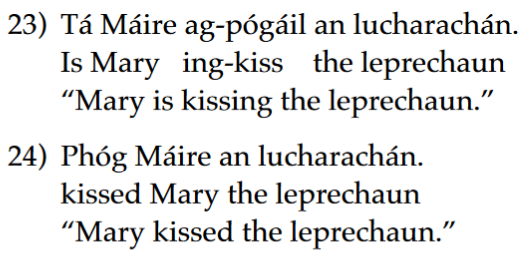 23) Tá Máire ag-pógáil an lucharachán.
Is Mary ing-kiss the leprechaun
“Mary is kissing the leprechaun.”
24) Phóg Máire an lucharachán.
kissed Mary the leprechaun
“Mary kissed the leprechaun.”